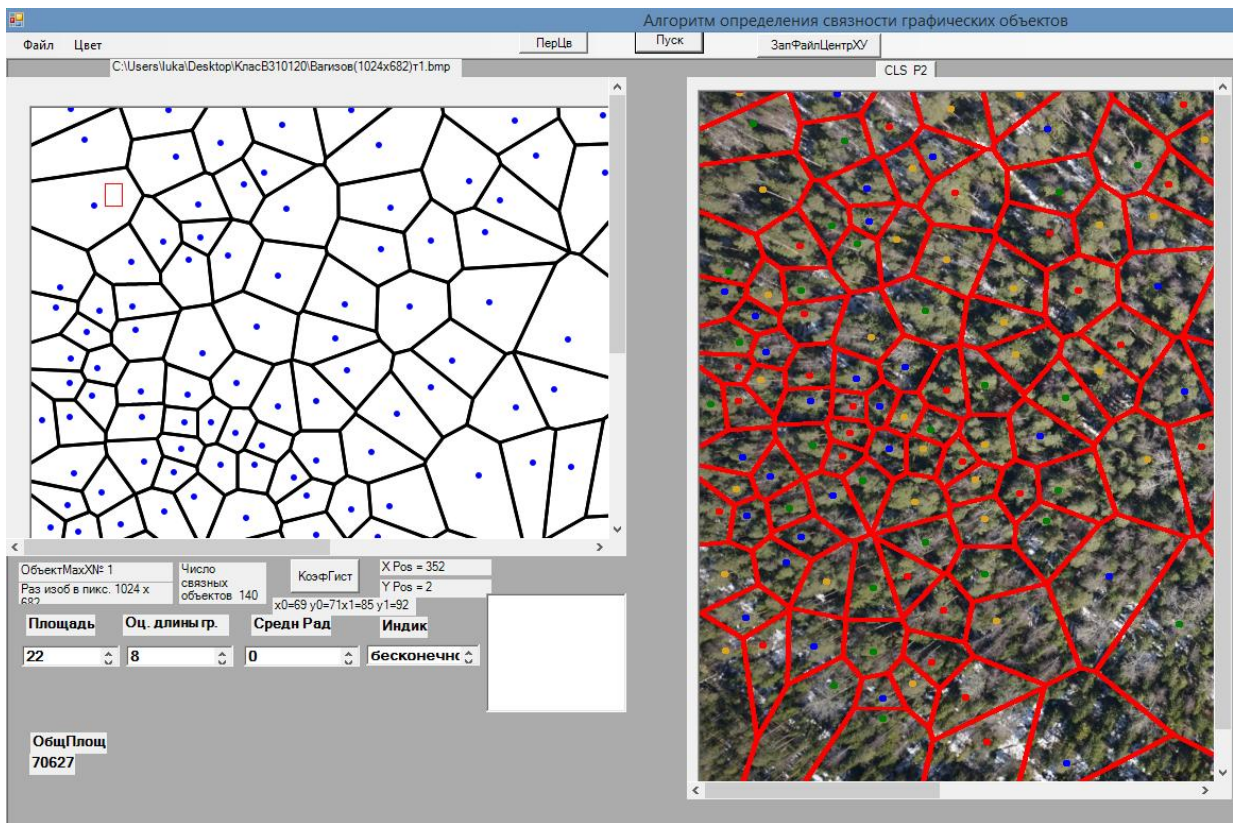 Алгоритм определения связности графических объектов
Файл Цвет ПерЦв Пуск ЗапФайлЦентрХУ
C:\Users\luka\Desktop\КласВ310120\Вагизов(1024x682)т1.bmp
CLS P2
ОбъектМахХ№ 1
Раз изоб в пикс. 1024 x
682
Число
связных
объектов 140
КоэфГист
X Pos = 352
Y Pos = 2
x0=69 y0=71x1=85 y1=92
Площадь Оц. длины гр. Средн Рад Индик
22 8 0 бесконечно
ОбщПлощ
70627